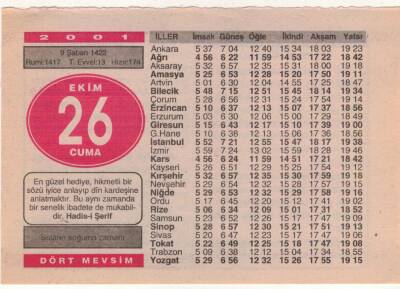 2001
9 Şaban 1422
Rumi:1417 T. Evvel:13 Hızır:174
EKİM
26
CUMA
En güzel hediye, hikmetli bir
sözü iyice anlayıp dîn kardeşine
anlatmaktır. Bu aynı zamanda
bir senelik ibadete de mukabil-
dir. Hadis-i Şerif
Sularin soğuma zamanı
DÖRT MEVSİM
İLLER İmsak Güneş Öğle İkindi Akşam Yatsı
Ankara 5 37 7 04 12 40 15 34 18 03 19 23
Ağrı 4 56 6 22 11 59 14 53 17 22 18 42
Aksaray 5 32 6 57 12 35 15 31 18 00 19 18
Amasya 5 25 6 53 12 28 15 20 17 50 19 11
Artvin 5 01 6 30 12 04 14 55 17 25 18 47
Bilecik 5 48 7 15 12 51 15 45 18 14 19 34
Çorum 5 28 6 56 12 31 15 24 17 54 19 14
Erzincan 5 10 6 37 12 13 15 07 17 37 18 56
Erzurum 5 03 6 30 12 06 15 00 17 29 18 49
Giresun 5 15 6 43 12 17 15 10 17 39 19 00
G.Hane 5 10 6 38 12 13 15 06 17 36 18 56
İstanbul 5 52 7 21 12 55 15 47 18 17 19 38
İzmir 5 59 7 24 13 02 15 59 18 28 19 46
Kars 4 56 6 24 11 59 14 51 17 21 18 42
Kayseri 5 26 6 51 12 29 15 24 17 54 19 12
Kırşehir 5 32 6 57 12 35 15 30 17 59 19 18
Nevşehir 5 29 6 54 12 32 15 28 17 57 19 15
Niğde 5 29 6 53 12 32 15 29 17 58 19 16
Ordu 5 17 6 45 12 20 15 12 17 41 19 02
Rize 5 06 6 34 12 09 15 01 17 31 18 52
Samsun 5 23 6 52 12 26 15 17 17 47 19 09
Sinop 5 28 6 57 12 30 15 21 17 51 19 13
Sivas 5 20 6 47 12 23 15 17 17 46 19 06
Tokat 5 22 6 49 12 25 15 18 17 47 19 08
Trabzon 5 09 6 38 12 12 15 04 17 34 18 55
Yozgat 5 29 6 56 12 32 15 26 17 55 19 15